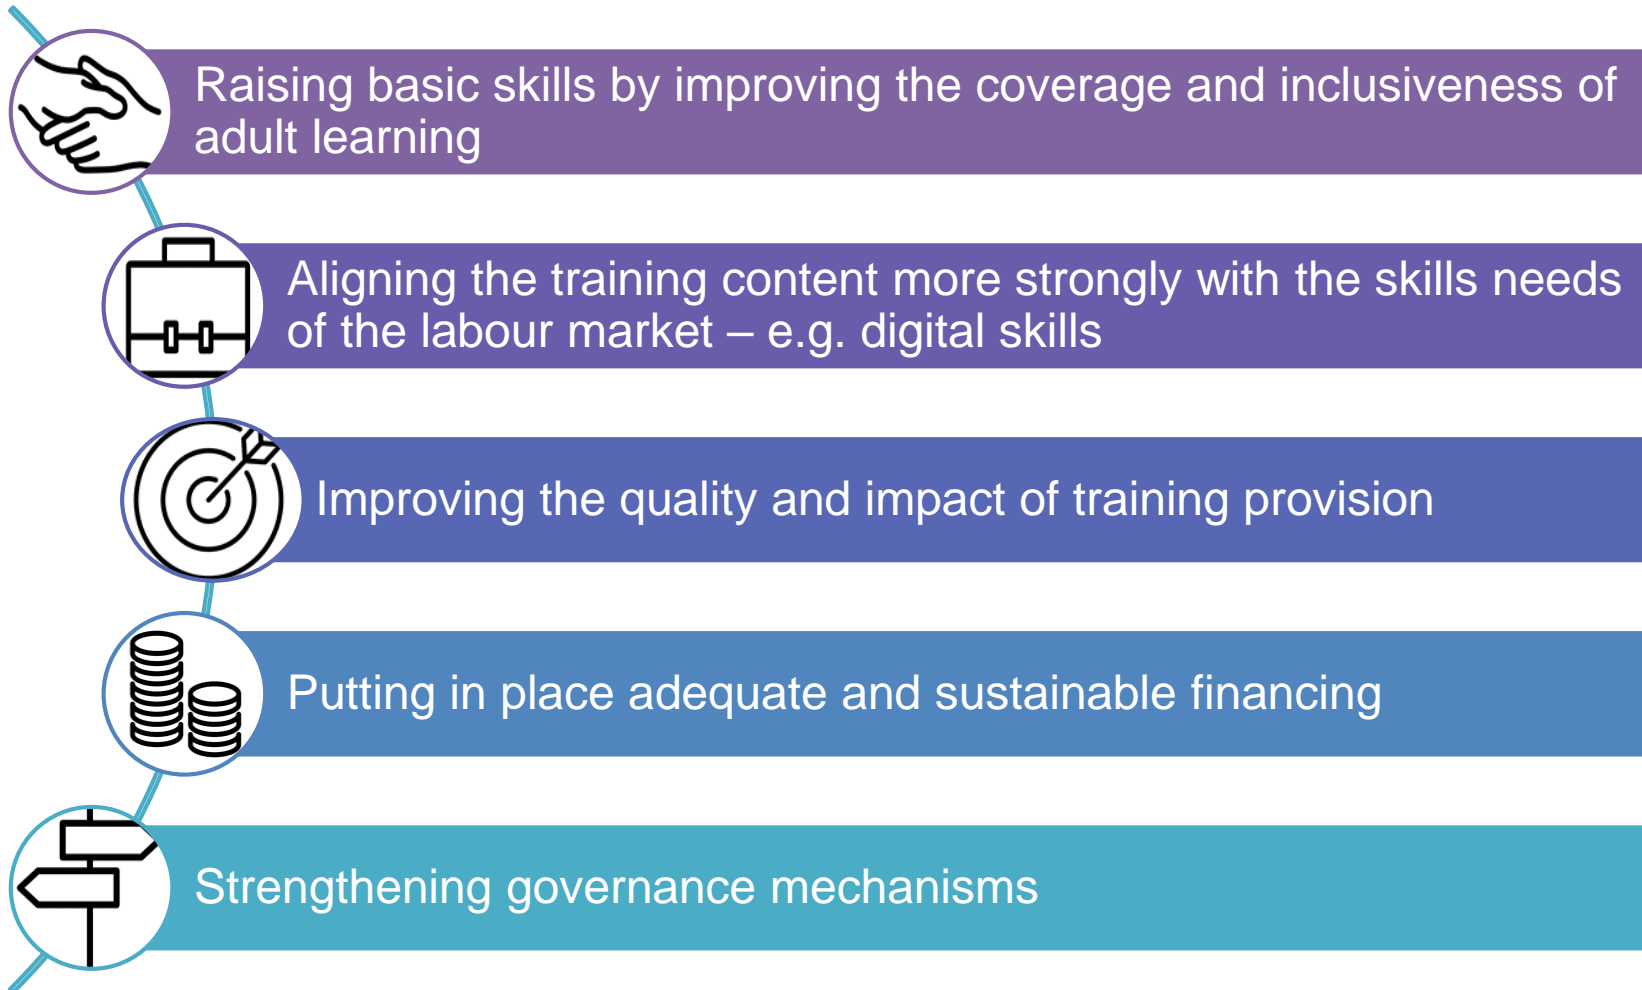 Raising basic skills by improving the coverage and inclusiveness of
adult learning
Aligning the training content more strongly with the skills needs
of the labour market – e.g. digital skills
Improving the quality and impact of training provision
Putting in place adequate and sustainable financing
Strengthening governance mechanisms